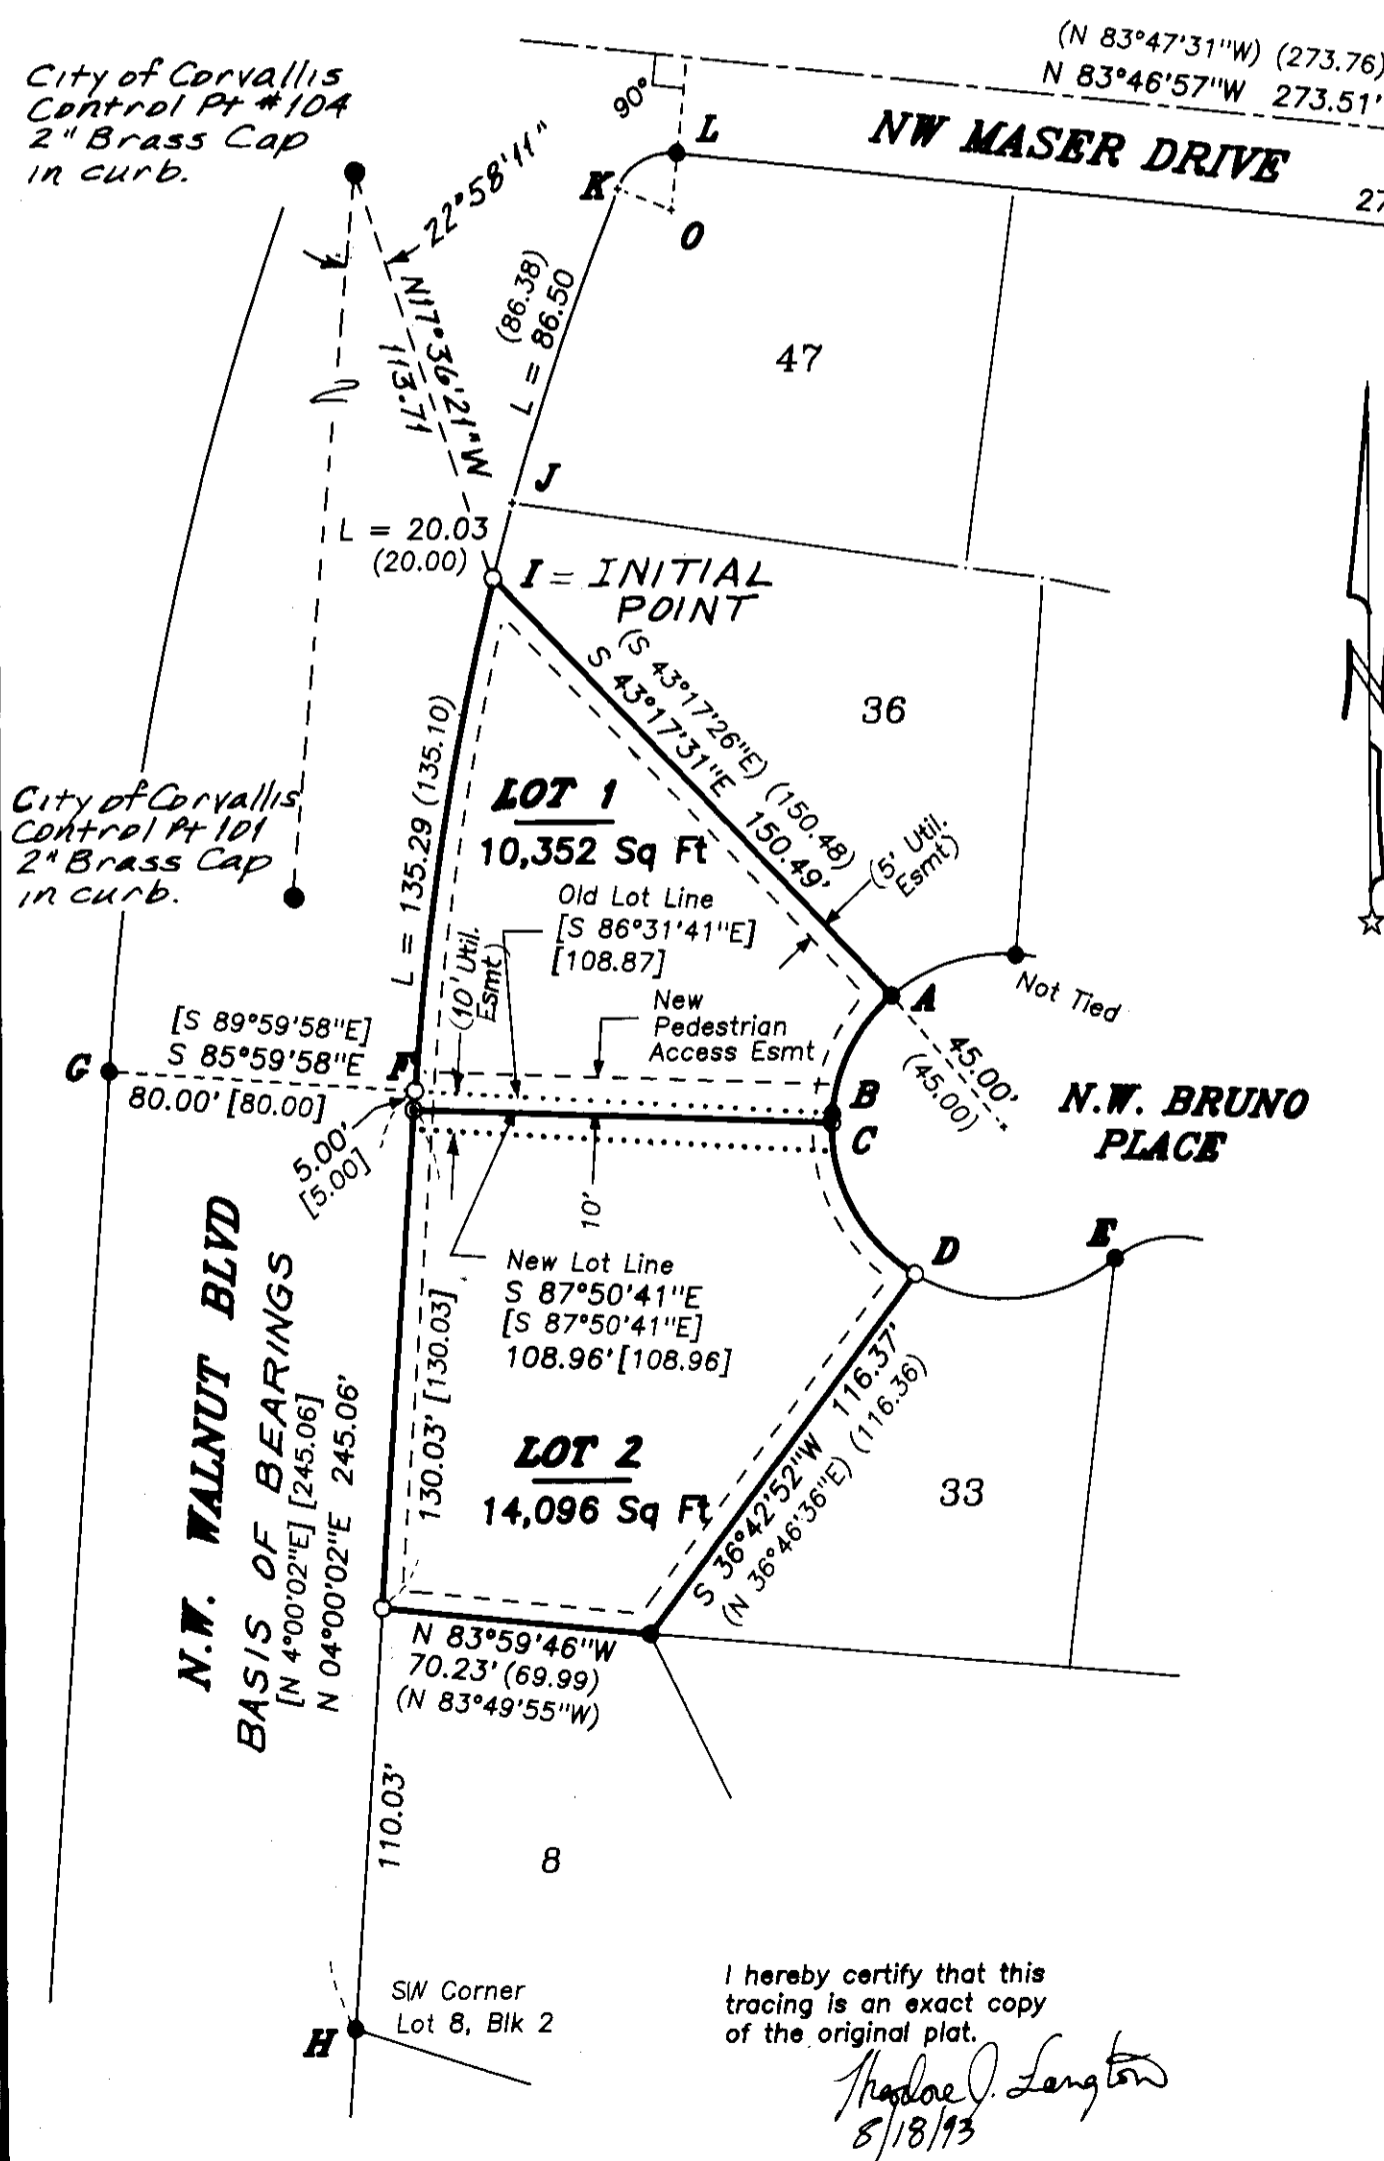 (N 83°47'31"W) (273.76)
N 83°46'57"W 273.51'
City of Corvallis
Control Pt #104
2" Brass Cap
in curb.
90°
L
NW MASER DRIVE
K
O
27
22°58'11"
N17°36'21"W
113.71
(86.38)
L = 86.50
47
J
L = 20.03
(20.00)
I = INITIAL
POINT
N
(S 43°17'26"E) (150.48)
S 43°17'31"E 150.49'
36
(5' Util.
Esmt)
City of Corvallis
Control Pt 101
2" Brass Cap
in curb.
L = 135.29 (135.10)
LOT 1
10,352 Sq Ft
Old Lot Line
[S 86°31'41"E]
[108.87]
(10' Util.
Esmt)
New
Pedestrian
Access Esmt
A
Not Tied
45.00'
(45.00)
[S 89°59'58"E]
S 85°59'58"E
G
F
80.00' [80.00]
B
C
N.W. BRUNO
PLACE
5.00'
[5.00]
10'
New Lot Line
S 87°50'41"E
[S 87°50'41"E]
108.96' [108.96]
D
E
N.W. WALNUT BLVD
BASIS OF BEARINGS
[N 4°00'02"E] [245.06]
N 04°00'02"E 245.06'
130.03' [130.03]
LOT 2
14,096 Sq Ft
S 36°42'52"W 116.37'
(N 36°46'36"E) (116.36)
33
N 83°59'46"W
70.23' (69.99)
(N 83°49'55"W)
110.03'
8
SW Corner
Lot 8, Blk 2
H
I hereby certify that this
tracing is an exact copy
of the original plat.
Theodore J. Langton
8/18/93